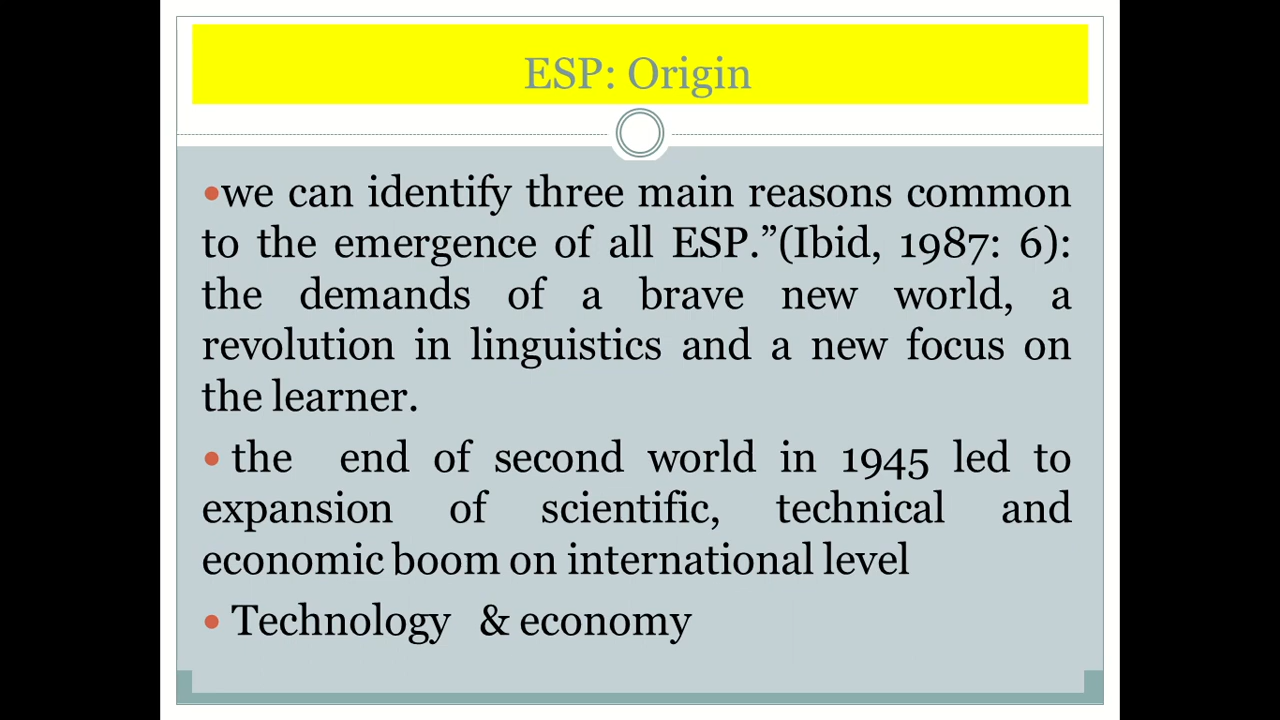 ESP: Origin
•we can identify three main reasons common
to the emergence of all ESP.”(Ibid, 1987: 6):
the demands of a brave new world, a
revolution in linguistics and a new focus on
the learner.
• the end of second world in 1945 led to
expansion of scientific, technical and
economic boom on international level
• Technology & economy